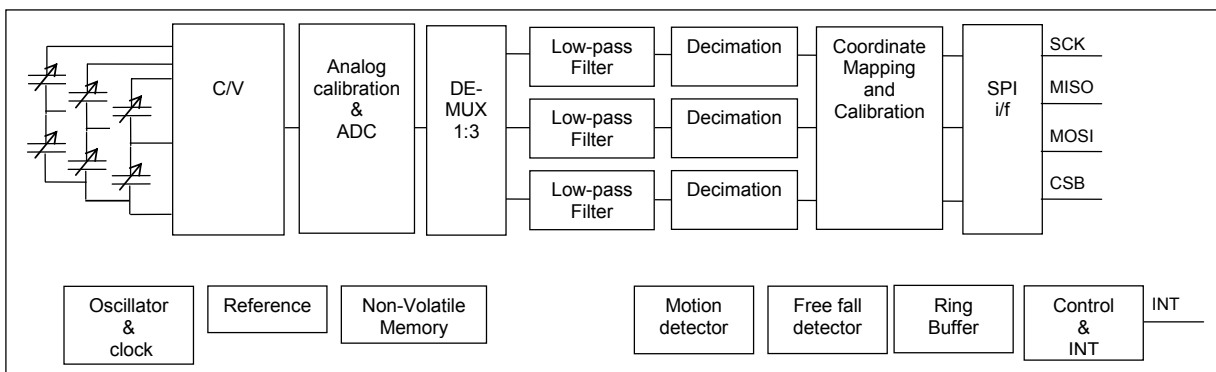 C/V
Analog
calibration
&
ADC
DE-
MUX
1:3
Low-pass
Filter
Low-pass
Filter
Low-pass
Filter
Decimation
Decimation
Decimation
Coordinate
Mapping
and
Calibration
SPI
i/f
SCK
MISO
MOSI
CSB
Oscillator
&
clock
Reference
Non-Volatile
Memory
Motion
detector
Free fall
detector
Ring
Buffer
Control
&
INT
INT